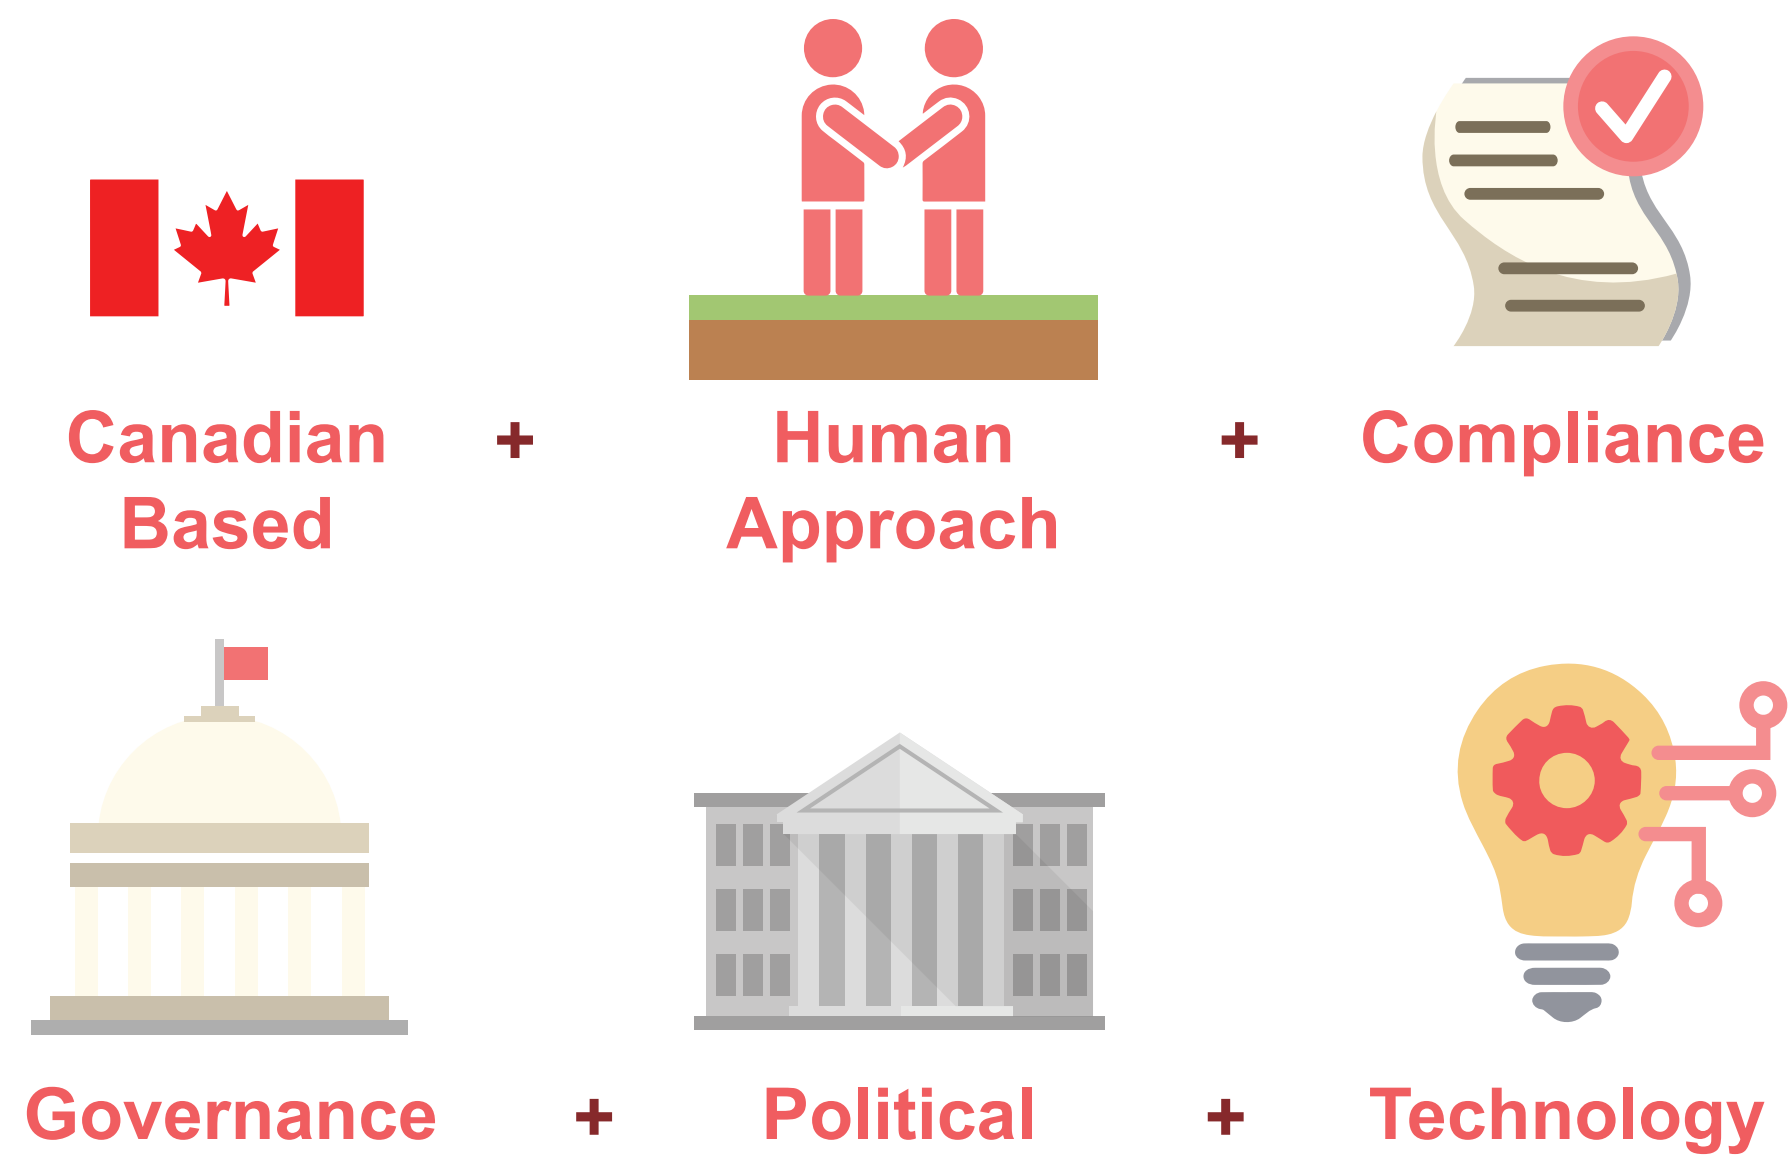 Canadian + Human + Compliance
Based Approach
Governance + Political + Technology